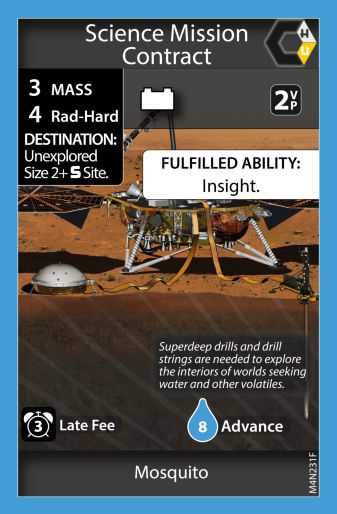 Science Mission
Contract
H
U
3 MASS
4 Rad-Hard
DESTINATION:
Unexplored
Size 2+ S Site.
2 VP
FULFILLED ABILITY:
Insight.
Superdeep drills and drill
strings are needed to explore
the interiors of worlds seeking
water and other volatiles.
3 Late Fee
8 Advance
Mosquito
M4N231F